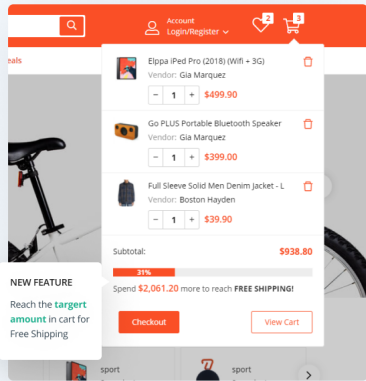 Account
2
3
Login/Register
eals
Elppa iPed Pro (2018) (Wifi + 3G)
Vendor: Gia Marquez
− 1 +
$499.90
Go PLUS Portable Bluetooth Speaker
Vendor: Gia Marquez
− 1 +
$399.00
Full Sleeve Solid Men Denim Jacket - L
Vendor: Boston Hayden
− 1 +
$39.90
Subtotal:
$938.80
31%
Spend $2,061.20 more to reach FREE SHIPPING!
NEW FEATURE
Reach the targert
amount in cart for
Free Shipping
Checkout
View Cart
sport
sport